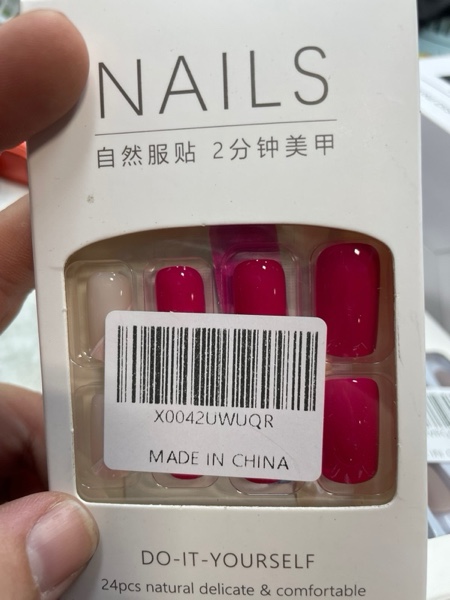 NAILS
自然服贴 2分钟美甲
X0042UWUQR
MADE IN CHINA
DO-IT-YOURSELF
24pcs natural delicate & comfortable